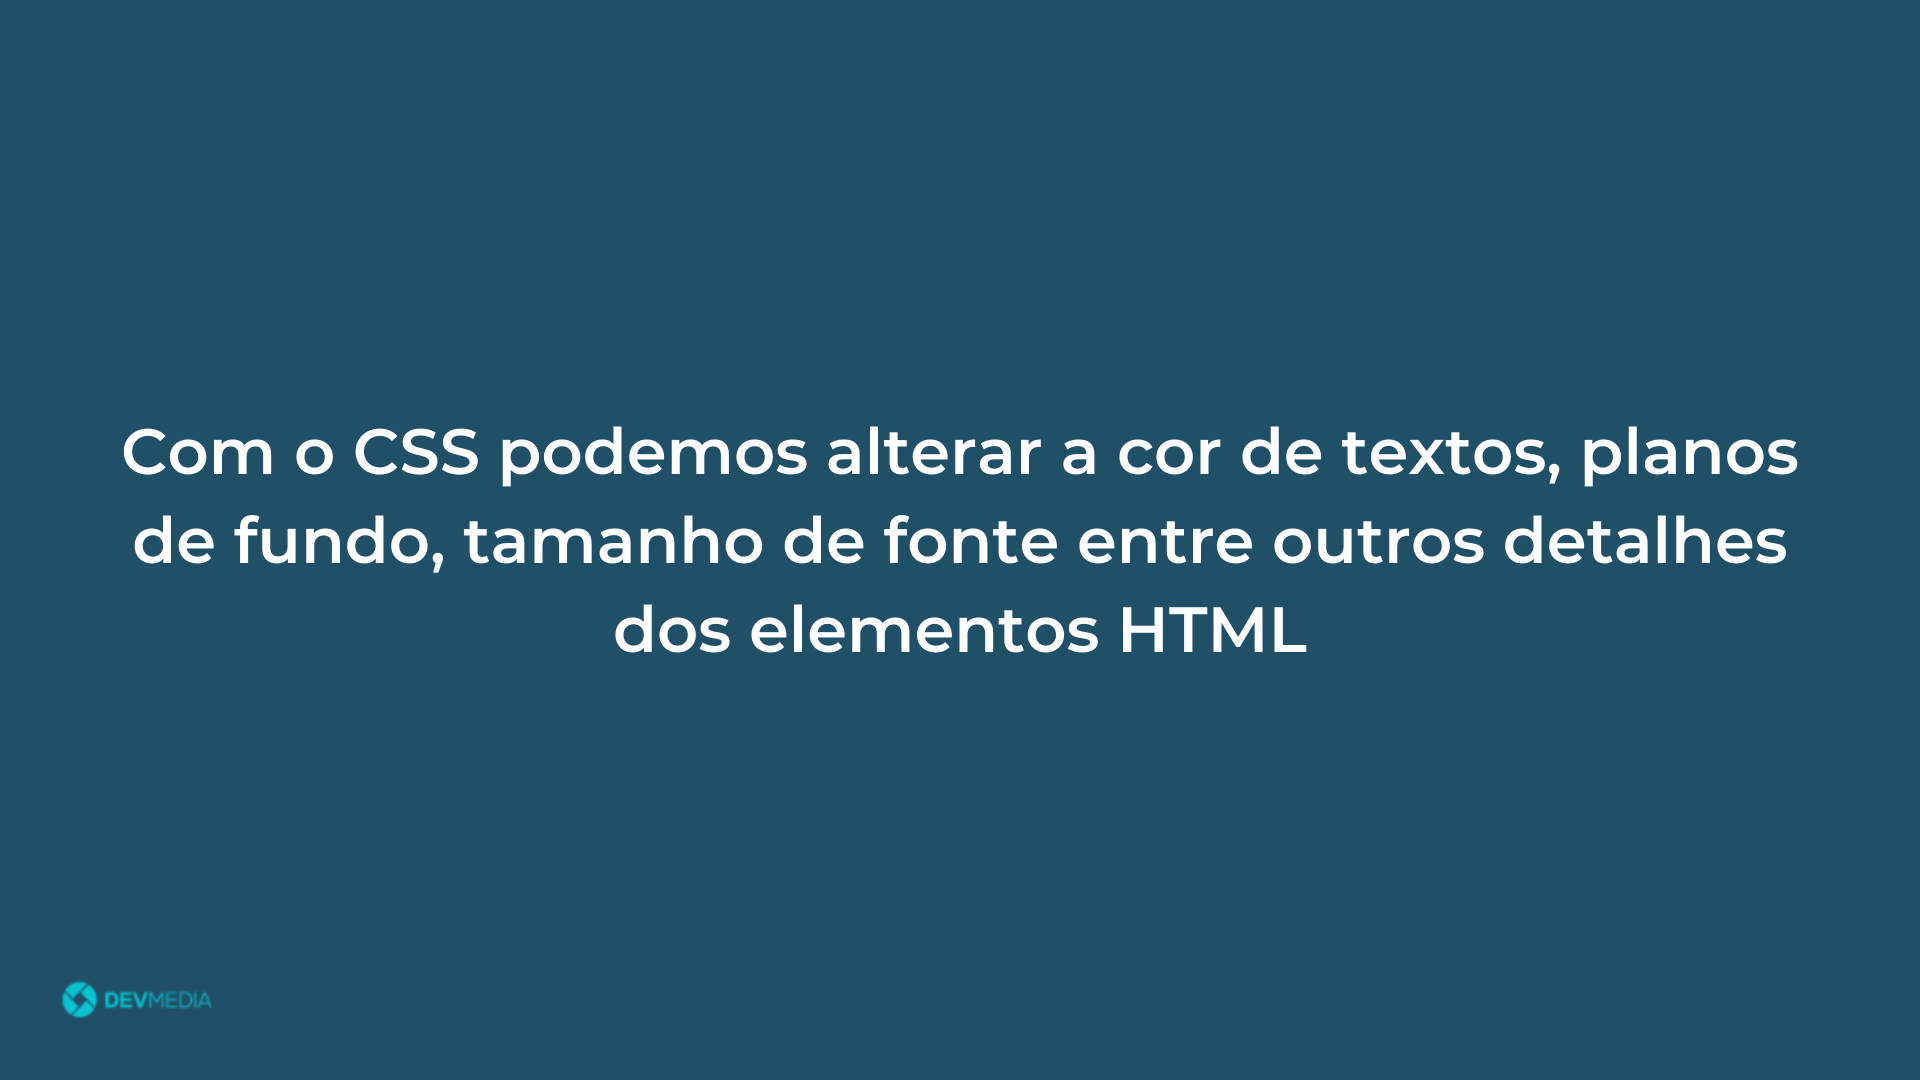 Com o CSS podemos alterar a cor de textos, planos
de fundo, tamanho de fonte entre outros detalhes
dos elementos HTML
DEVMEDIA